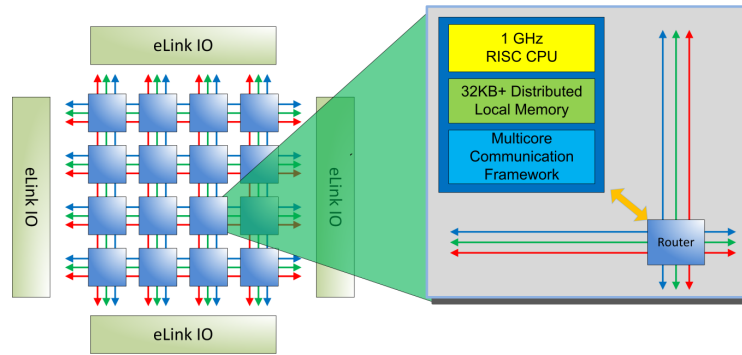 eLink IO
eLink IO
eLink IO
eLink IO
1 GHz
RISC CPU
32KB+ Distributed
Local Memory
Multicore
Communication
Framework
Router